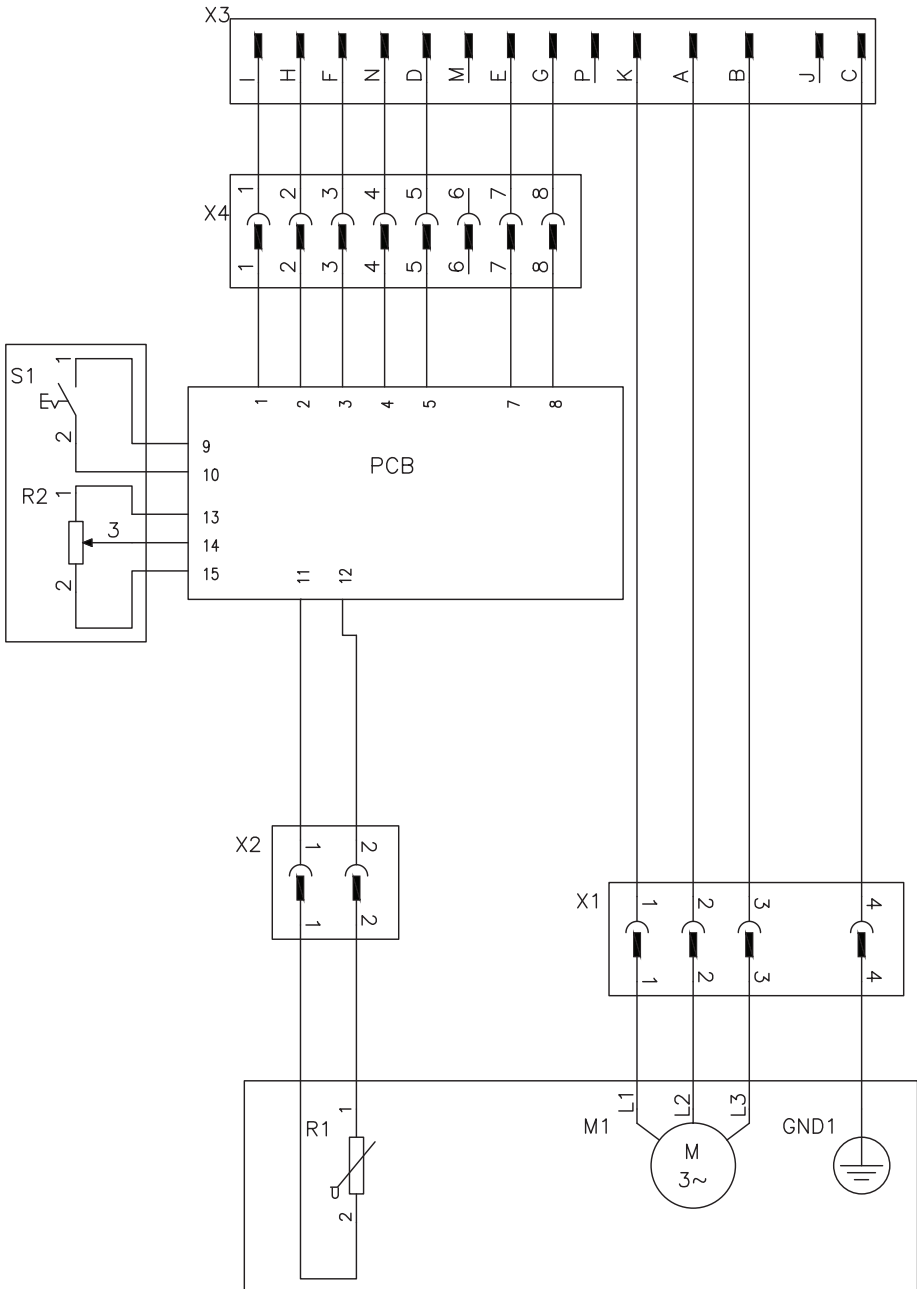 X3
I H F N D M E G P K A B J C
X4
1 2 3 4 5 6 7 8
1 2 3 4 5 6 7 8
S1
1
2
R2
1
3
2
1 2 3 4 5 7 8
9
10
13
14
15
PCB
11 12
X2
1 2
1 2
X1
1 2 3 4
1 2 3 4
R1
1
2
M1
L1 L2 L3
M
3~
GND1